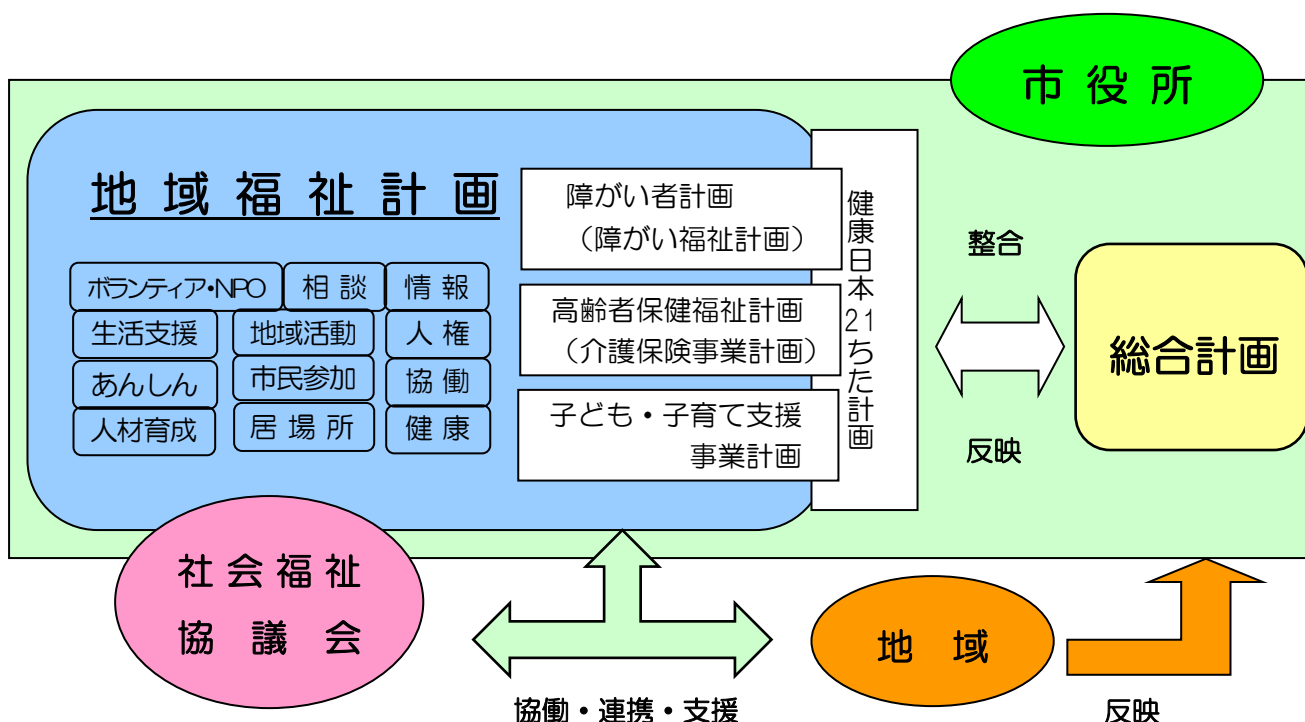 市役所
地域福祉計画
ボランティア・NPO
相談
情報
生活支援
地域活動
人権
あんしん
市民参加
協働
人材育成
居場所
健康
障がい者計画
（障がい福祉計画）
高齢者保健福祉計画
（介護保険事業計画）
子ども・子育て支援
事業計画
健康日本21ちた計画
整合
反映
総合計画
社会福祉
協議会
協働・連携・支援
地域
反映